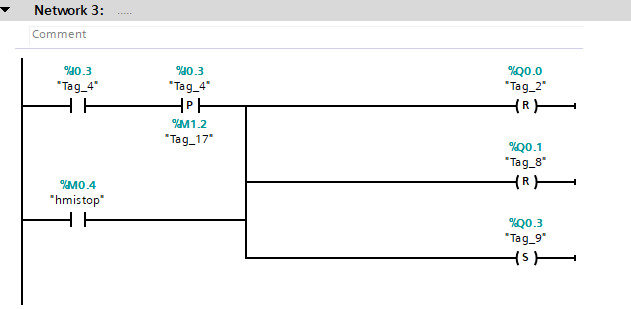 Network 3: .....
Comment
%I0.3 %I0.3 %Q0.0
"Tag_4" "Tag_4" "Tag_2"
P R
%M1.2
"Tag_17"
%Q0.1
"Tag_8"
R
%M0.4
"hmistop"
%Q0.3
"Tag_9"
S